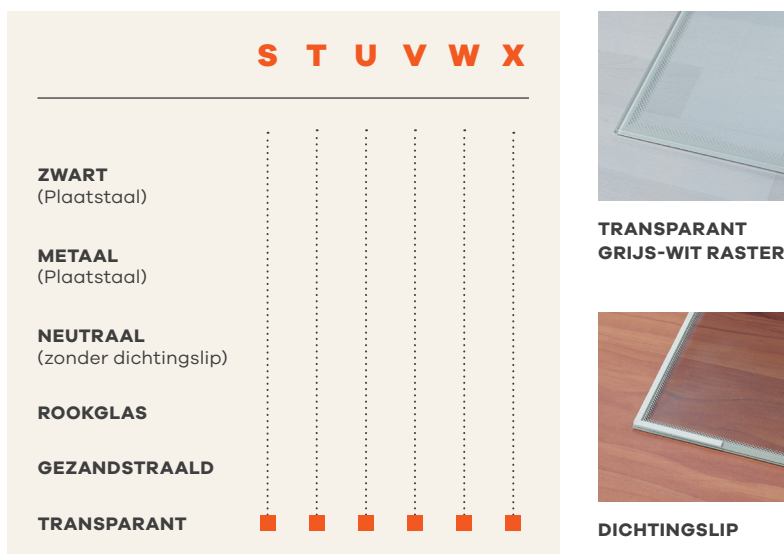 S T U V W X
ZWART
(Plaatstaal)
METAAL
(Plaatstaal)
NEUTRAAL
(zonder dichtingslip)
ROOKGLAS
GEZANDSTRAALD
TRANSPARANT
TRANSPARANT
GRIJS-WIT RASTER
DICHTINGSLIP